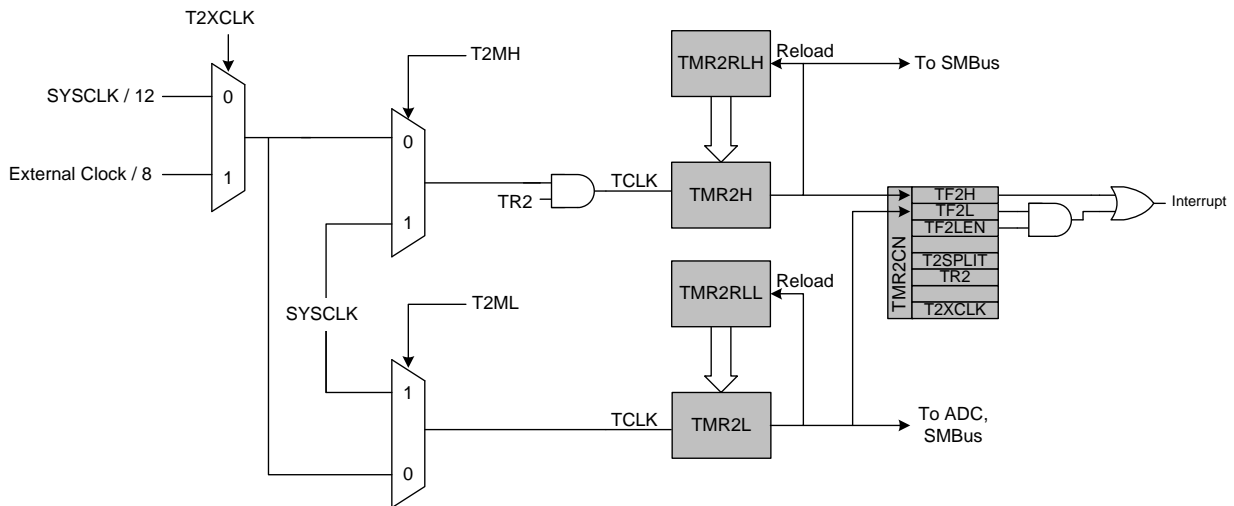 T2XCLK
SYSCLK / 12
0
External Clock / 8
1
T2MH
0
1
TR2
TCLK
TMR2RLH
Reload
To SMBus
TMR2H
TMR2CN
TF2H
TF2L
TF2LEN
T2SPLIT
TR2
T2XCLK
Interrupt
SYSCLK
T2ML
1
0
TCLK
TMR2RLL
Reload
TMR2L
To ADC,
SMBus